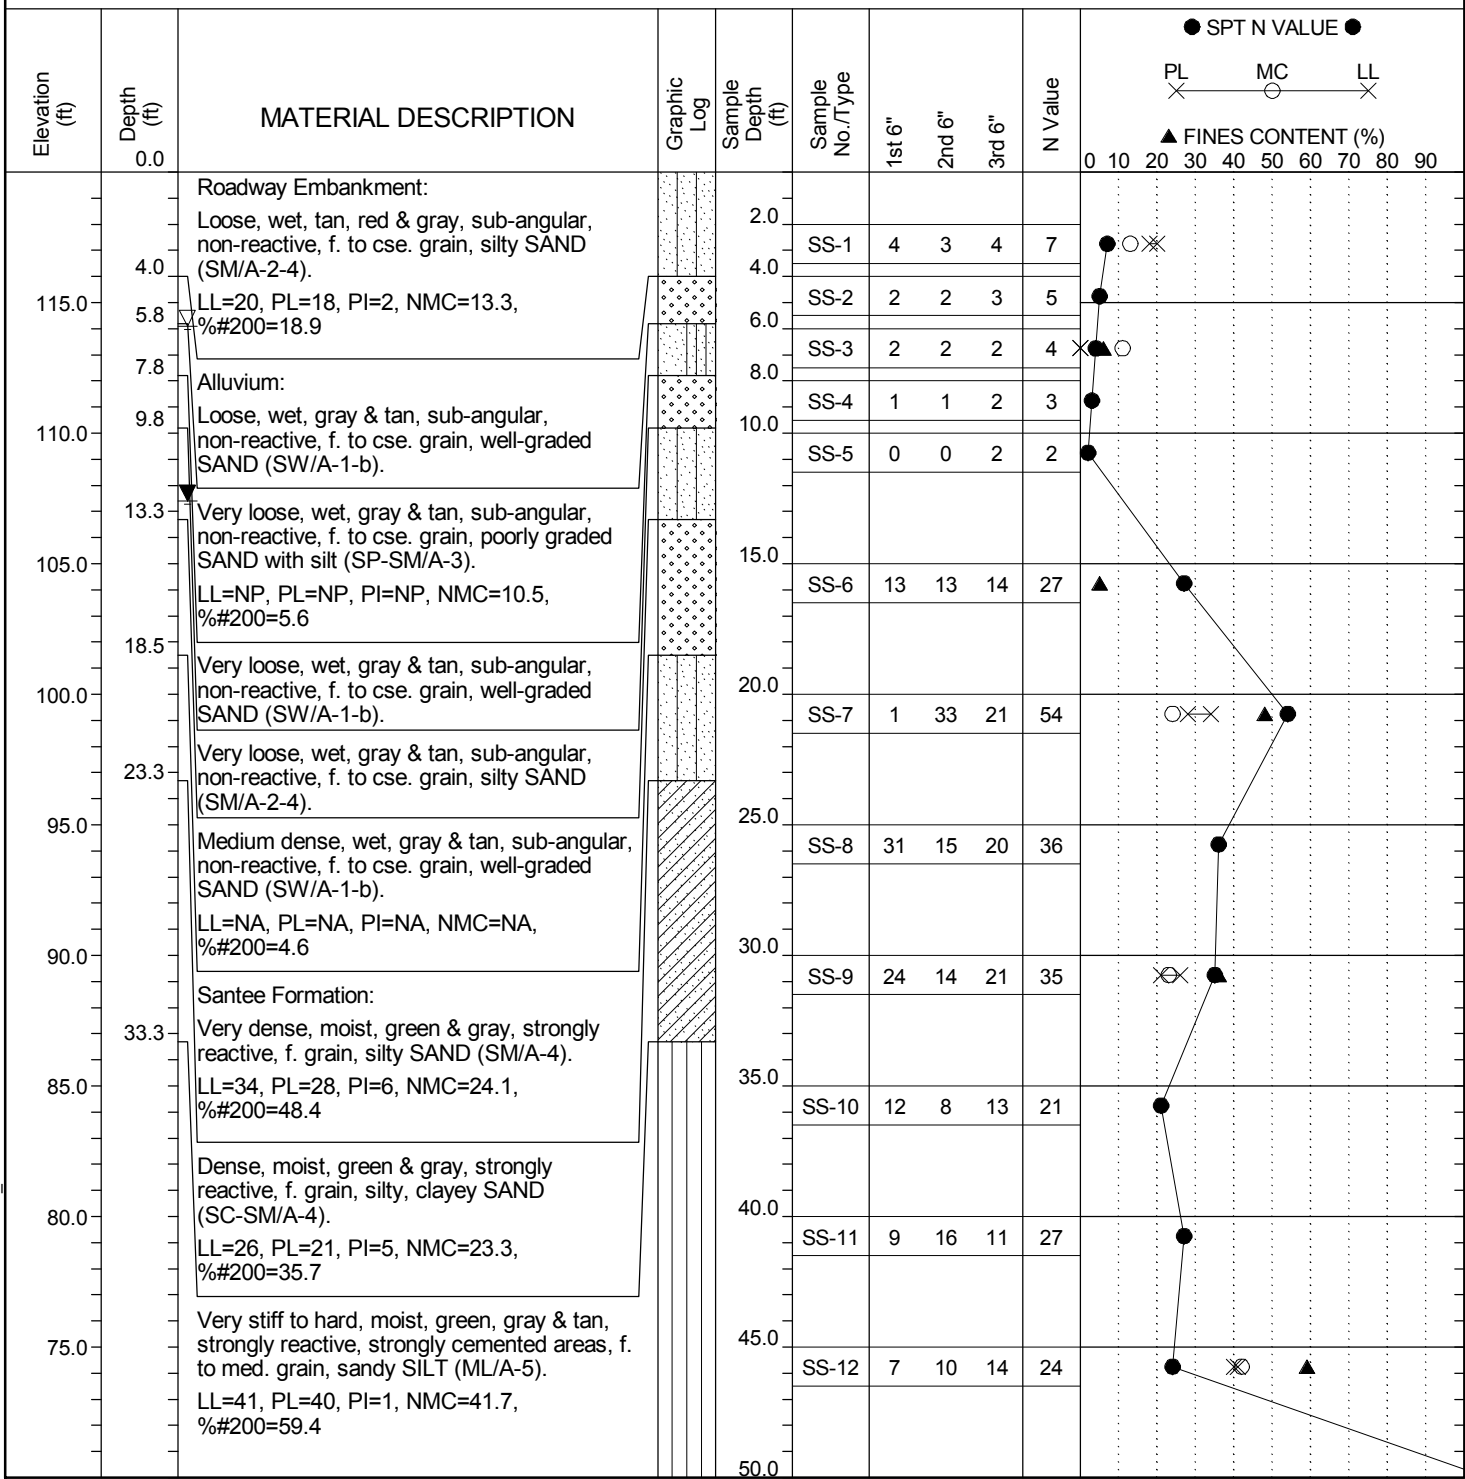 ● SPT N VALUE ●
PL MC LL
▲ FINES CONTENT (%)
0 10 20 30 40 50 60 70 80 90
Elevation
(ft)
Depth
(ft)
0.0
MATERIAL DESCRIPTION
Graphic
Log
Sample
Depth
(ft)
Sample
No./Type
1st 6"
2nd 6"
3rd 6"
N Value
115.0
110.0
105.0
100.0
95.0
90.0
85.0
80.0
75.0
4.0
5.8
7.8
9.8
13.3
18.5
23.3
33.3
Roadway Embankment:
Loose, wet, tan, red & gray, sub-angular,
non-reactive, f. to cse. grain, silty SAND
(SM/A-2-4).
LL=20, PL=18, PI=2, NMC=13.3,
%#200=18.9
Alluvium:
Loose, wet, gray & tan, sub-angular,
non-reactive, f. to cse. grain, well-graded
SAND (SW/A-1-b).
Very loose, wet, gray & tan, sub-angular,
non-reactive, f. to cse. grain, poorly graded
SAND with silt (SP-SM/A-3).
LL=NP, PL=NP, PI=NP, NMC=10.5,
%#200=5.6
Very loose, wet, gray & tan, sub-angular,
non-reactive, f. to cse. grain, well-graded
SAND (SW/A-1-b).
Very loose, wet, gray & tan, sub-angular,
non-reactive, f. to cse. grain, silty SAND
(SM/A-2-4).
Medium dense, wet, gray & tan, sub-angular,
non-reactive, f. to cse. grain, well-graded
SAND (SW/A-1-b).
LL=NA, PL=NA, PI=NA, NMC=NA,
%#200=4.6
Santee Formation:
Very dense, moist, green & gray, strongly
reactive, f. grain, silty SAND (SM/A-4).
LL=34, PL=28, PI=6, NMC=24.1,
%#200=48.4
Dense, moist, green & gray, strongly
reactive, f. grain, silty, clayey SAND
(SC-SM/A-4).
LL=26, PL=21, PI=5, NMC=23.3,
%#200=35.7
Very stiff to hard, moist, green, gray & tan,
strongly reactive, strongly cemented areas, f.
to med. grain, sandy SILT (ML/A-5).
LL=41, PL=40, PI=1, NMC=41.7,
%#200=59.4
2.0
SS-1 4 3 4 7
4.0
SS-2 2 2 3 5
6.0
SS-3 2 2 2 4
8.0
SS-4 1 1 2 3
10.0
SS-5 0 0 2 2
15.0
SS-6 13 13 14 27
20.0
SS-7 1 33 21 54
25.0
SS-8 31 15 20 36
30.0
SS-9 24 14 21 35
35.0
SS-10 12 8 13 21
40.0
SS-11 9 16 11 27
45.0
SS-12 7 10 14 24
50.0